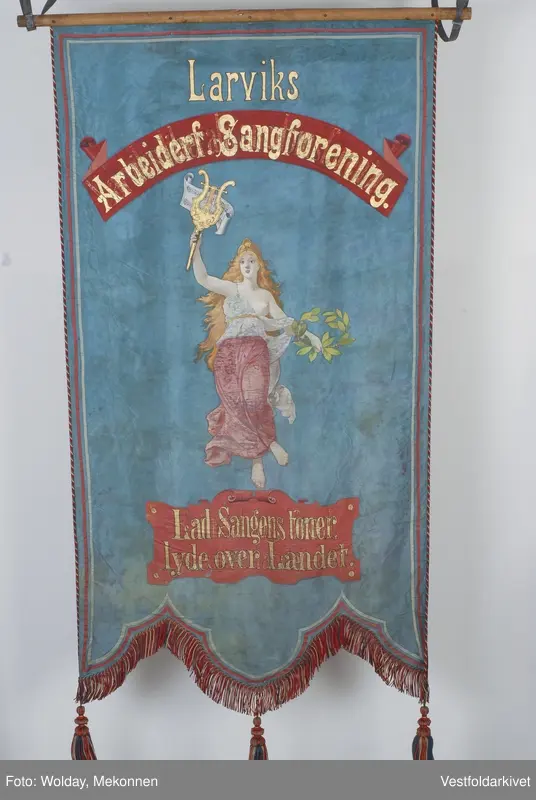 Larviks
Arbeiderf. Sangforening.
Lad Sangens toner
lyde over Landet.
Foto: Wolday, Mekonnen
Vestfoldarkivet